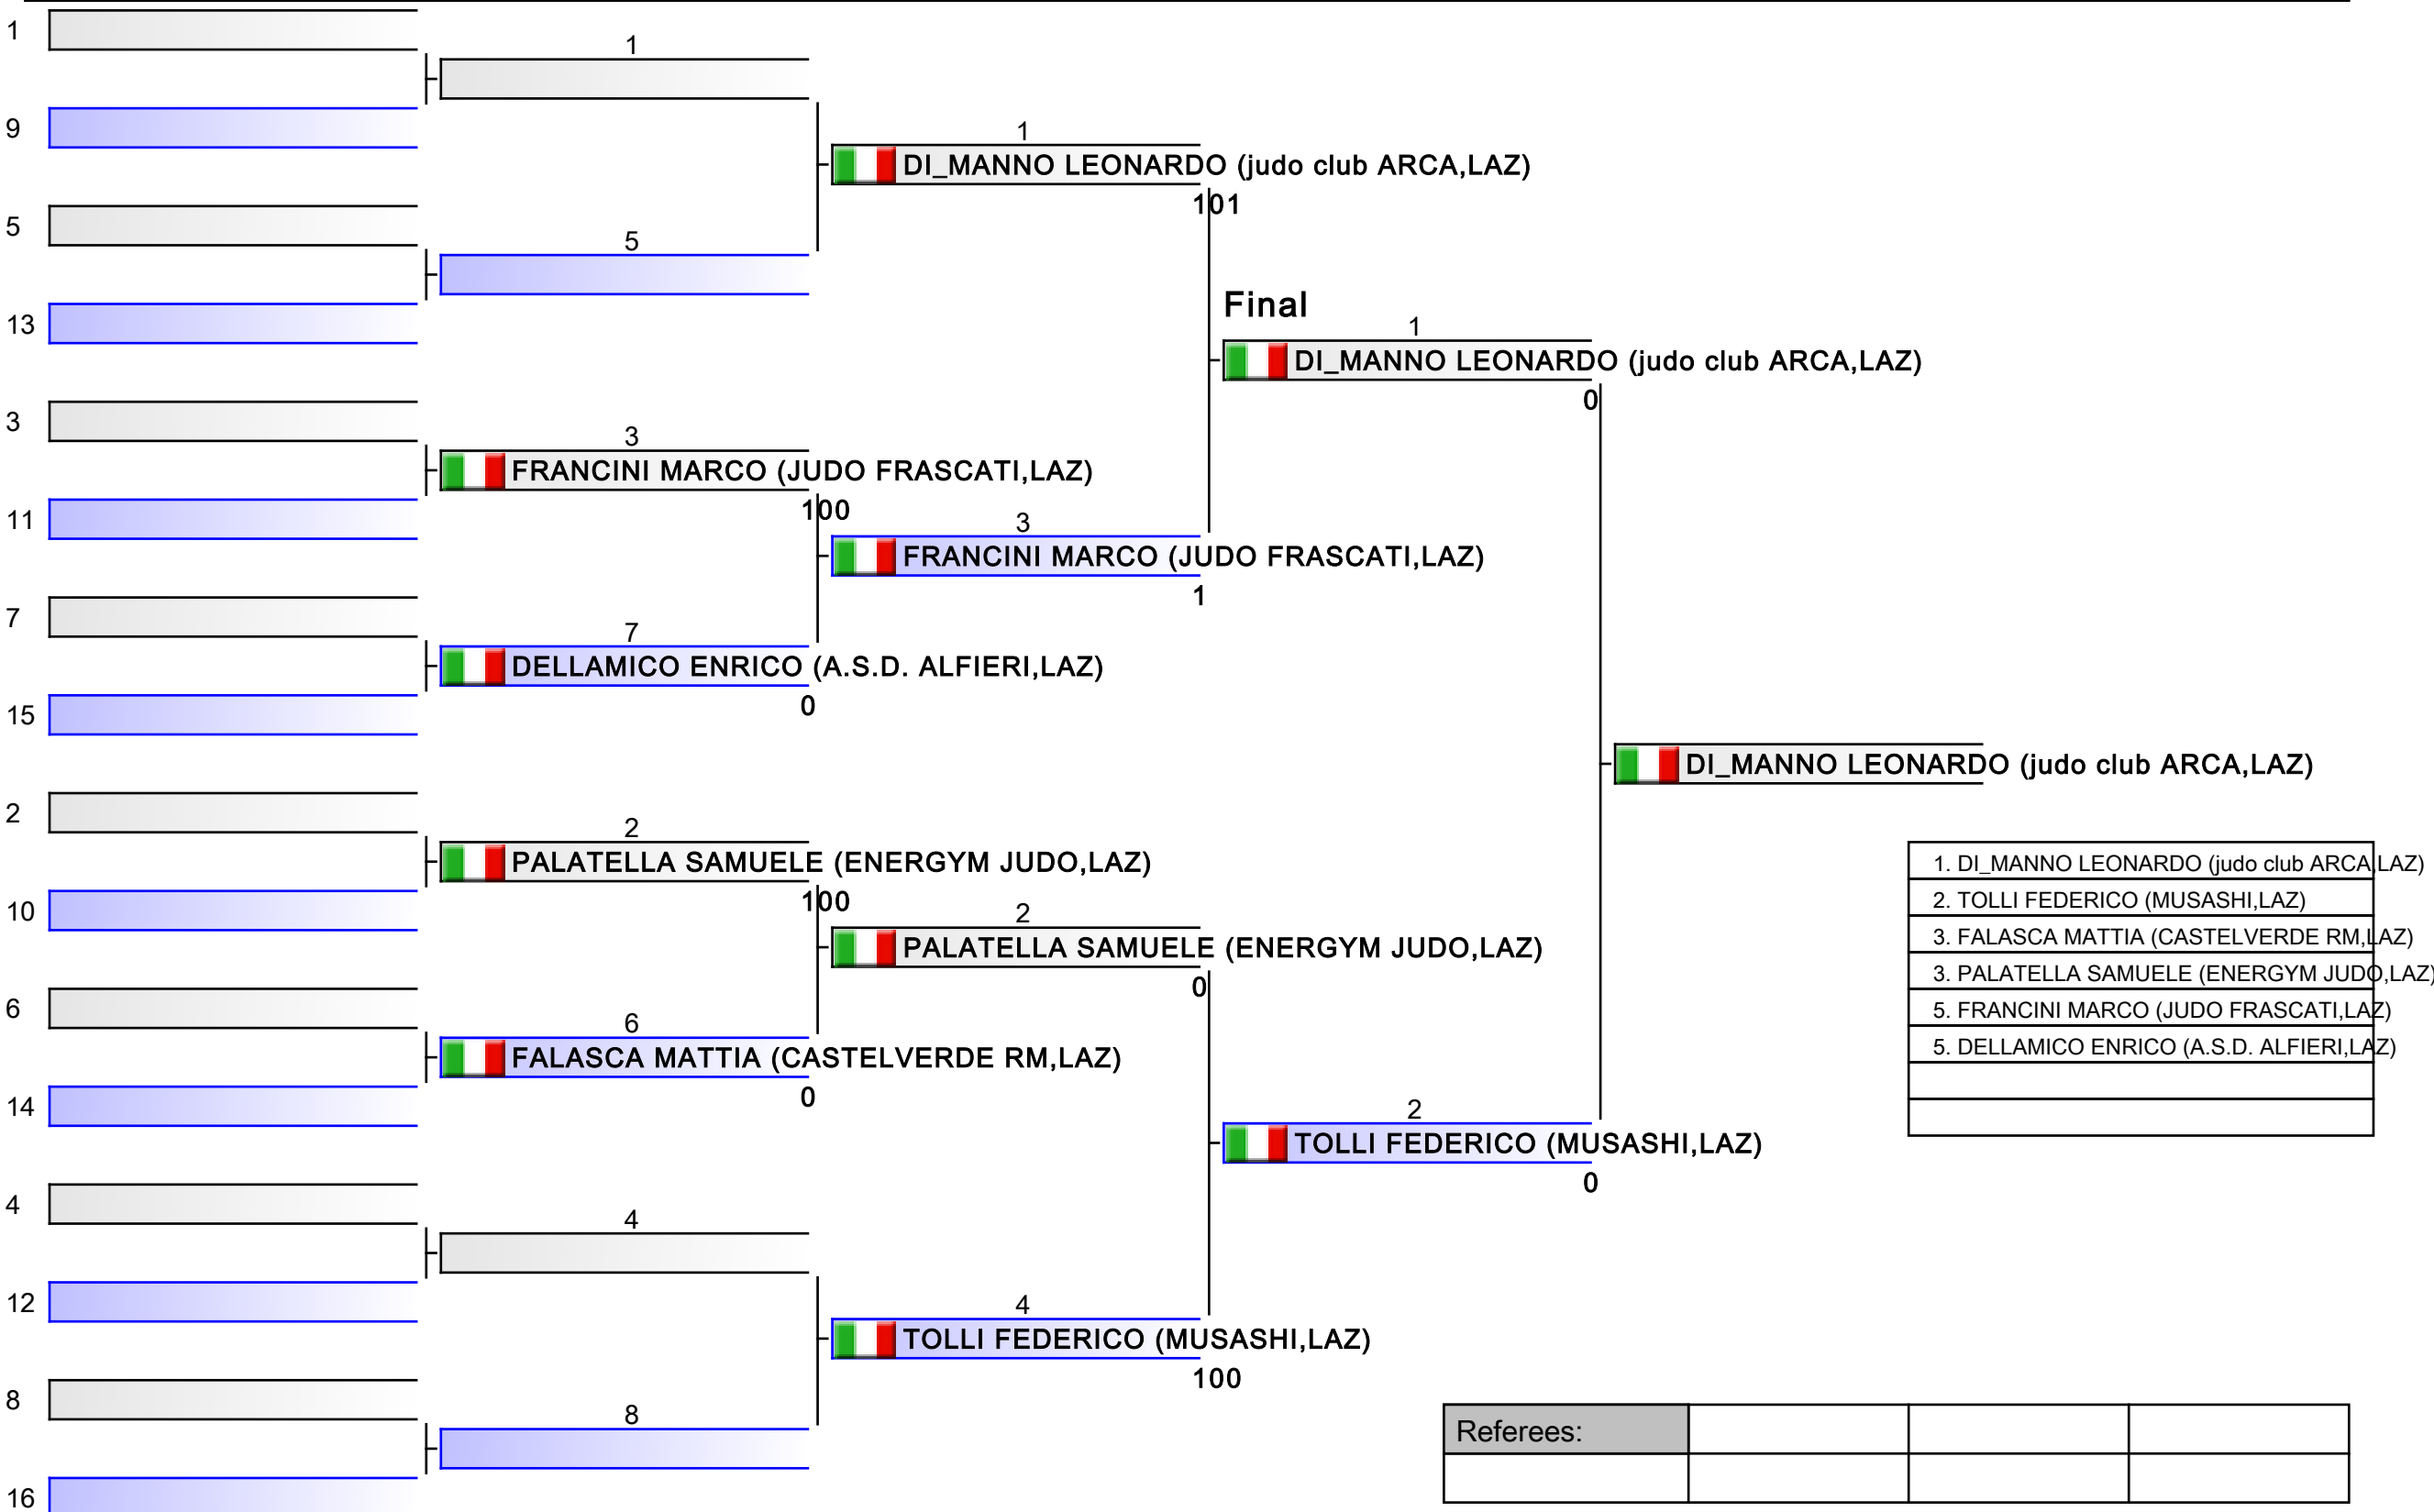 1
1
9
1
DI_MANNO LEONARDO (judo club ARCA,LAZ)
101
5
5
13
Final
1
DI_MANNO LEONARDO (judo club ARCA,LAZ)
0
3
3
FRANCINI MARCO (JUDO FRASCATI,LAZ)
100
11
3
FRANCINI MARCO (JUDO FRASCATI,LAZ)
1
7
7
DELLAMICO ENRICO (A.S.D. ALFIERI,LAZ)
0
15
DI_MANNO LEONARDO (judo club ARCA,LAZ)
2
2
PALATELLA SAMUELE (ENERGYM JUDO,LAZ)
100
10
2
PALATELLA SAMUELE (ENERGYM JUDO,LAZ)
0
6
6
FALASCA MATTIA (CASTELVERDE RM,LAZ)
0
14
1. DI_MANNO LEONARDO (judo club ARCA,LAZ)
2. TOLLI FEDERICO (MUSASHI,LAZ)
3. FALASCA MATTIA (CASTELVERDE RM,LAZ)
3. PALATELLA SAMUELE (ENERGYM JUDO,LAZ)
5. FRANCINI MARCO (JUDO FRASCATI,LAZ)
5. DELLAMICO ENRICO (A.S.D. ALFIERI,LAZ)
2
TOLLI FEDERICO (MUSASHI,LAZ)
0
4
4
12
4
TOLLI FEDERICO (MUSASHI,LAZ)
100
8
8
16
Referees: